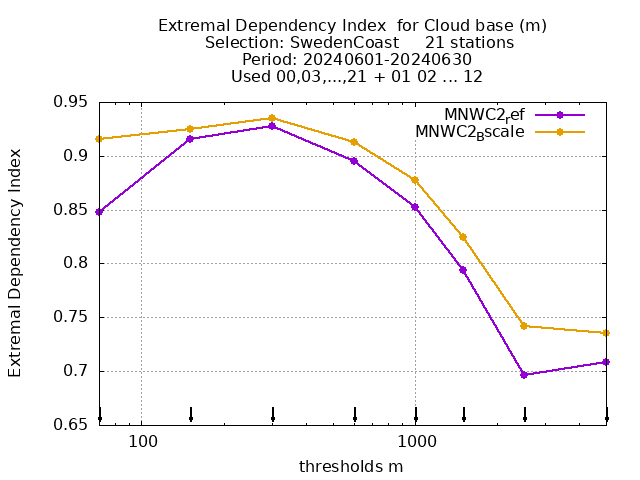 Extremal Dependency Index  for Cloud base (m)
Selection: SwedenCoast     21 stations
Period: 20240601-20240630
Used 00,03,...,21 + 01 02 ... 12
MNWC2ref
MNWC2Bscale
Extremal Dependency Index
0.95
0.9
0.85
0.8
0.75
0.7
0.65
100
1000
thresholds m